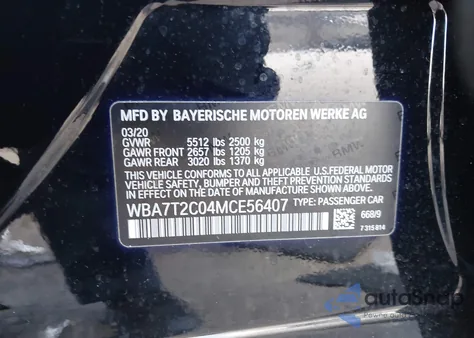 MFD BY BAYERISCHE MOTOREN WERKE AG
03/20
GVWR 5512 lbs 2500 kg
GAWR FRONT 2657 lbs 1205 kg
GAWR REAR 3020 lbs 1370 kg
THIS VEHICLE CONFORMS TO ALL APPLICABLE U.S.FEDERAL MOTOR
VEHICLE SAFETY, BUMPER, AND THEFT PREVENTION STANDARDS
IN EFFECT ON THE DATE OF MANUFACTURE SHOWN ABOVE.
WBA7T2C04MCE56407 TYPE: PASSENGER CAR
668/9
7 315 814
autoSnap
Pewne auto